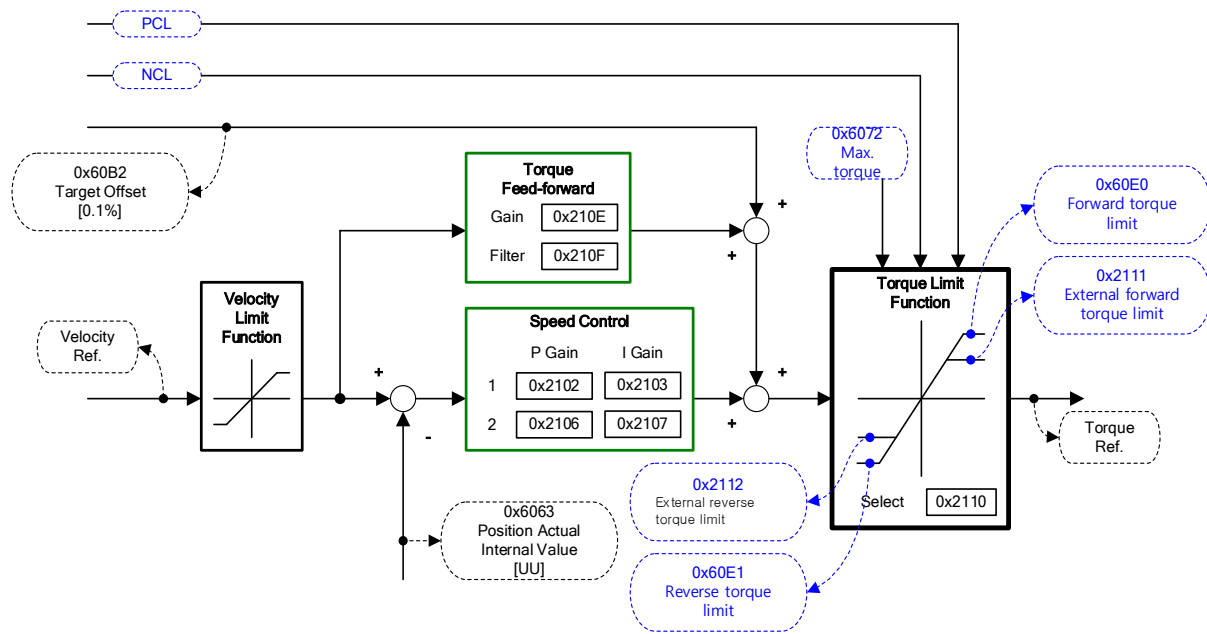 PCL
NCL
0x60B2
Target Offset
[0.1%]
Torque
Feed-forward
Gain
0x210E
Filter
0x210F
+
+
0x6072
Max.
torque
0x60E0
Forward torque
limit
0x2111
External forward
torque limit
Velocity
Ref.
Velocity
Limit
Function
+
-
Speed Control
P Gain
I Gain
1
0x2102
0x2103
2
0x2106
0x2107
+
+
Torque Limit
Function
Select
0x2110
Torque
Ref.
0x2112
External reverse
torque limit
0x6063
Position Actual
Internal Value
[UU]
0x60E1
Reverse torque
limit